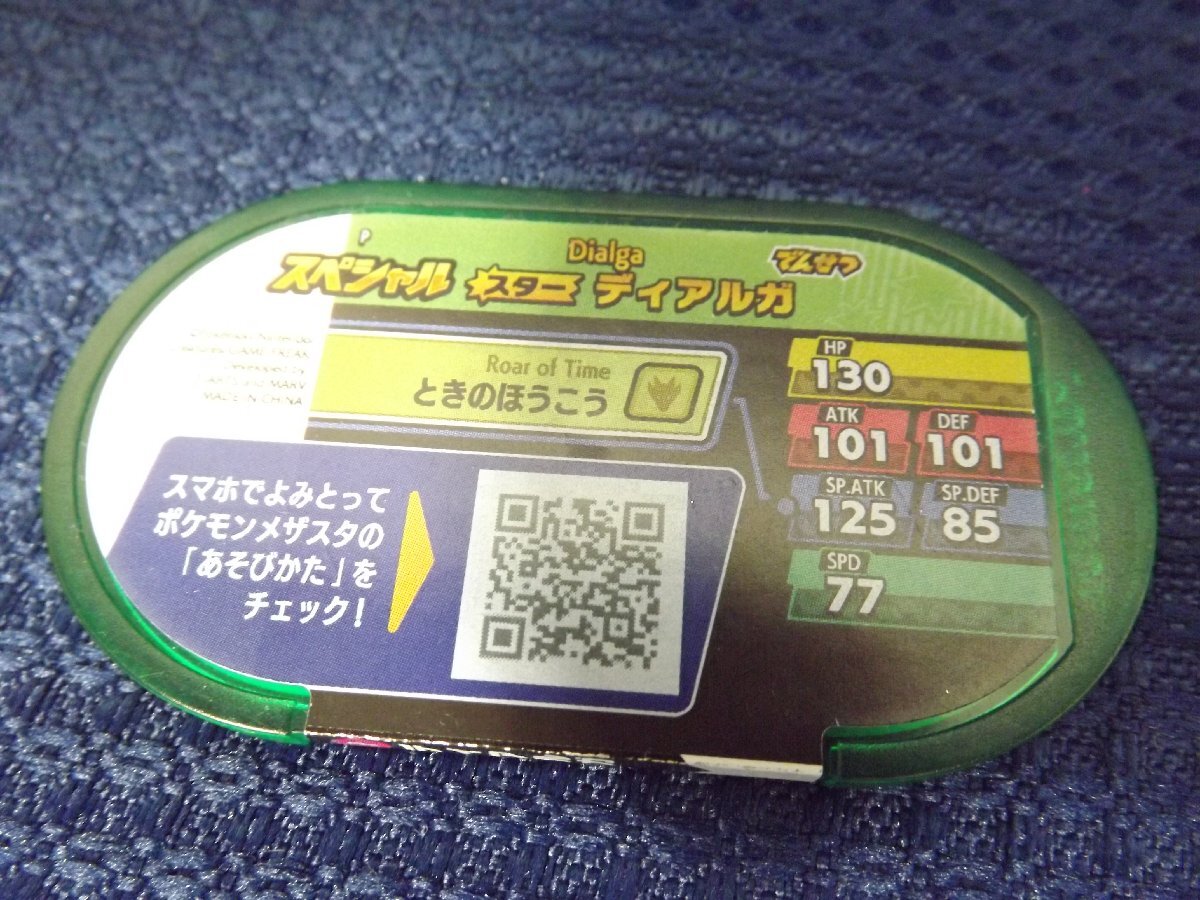 P
Dialga
スペシャル スター ディアルガ
でんせつ
MADE IN CHINA
Roar of Time
ときのほうこう
HP
130
ATK
101
DEF
101
SP.ATK
125
SP.DEF
85
SPD
77
スマホでよみとって
ポケモンメザスタの
「あそびかた」を
チェック!